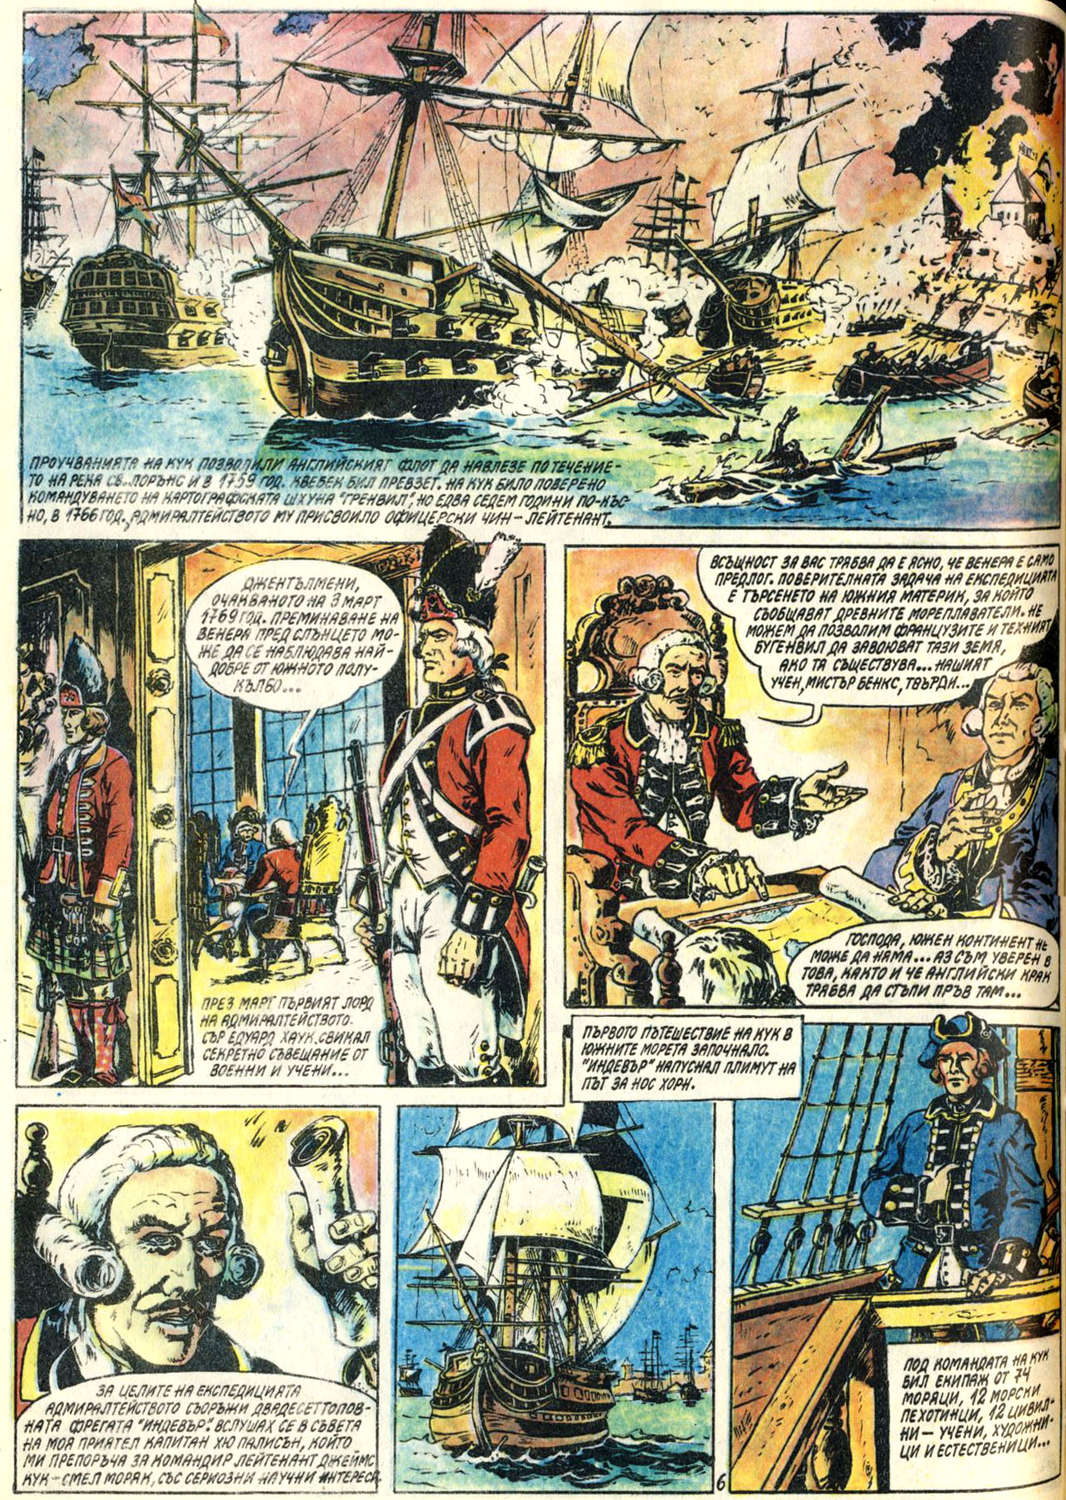 ПРОУЧВАНИЯТА НА КУК ПОЗВОЛИЛИ АНГЛИЙСКИЯТ ФЛОТ ДА НАВЛЕЗЕ ПО ТЕЧЕНИЕ-
ТО НА РЕКА СВ. ЛОРЪНС И В 1759 ГОД. КВЕБЕК БИЛ ПРЕВЗЕТ. НА КУК БИЛО ПОВЕРЕНО
КОМАНДУВАНЕТО НА КАРТОГРАФСКАТА ШХУНА "ГРЕНВИЛ", НО ЕДВА СЕДЕМ ГОДИНИ ПО-КЪС-
НО, В 1766 ГОД., АДМИРАЛТЕЙСТВОТО МУ ПРИСВОИЛО ОФИЦЕРСКИ ЧИН - ЛЕЙТЕНАНТ.
ДЖЕНТЪЛМЕНИ,
ОЧАКВАНОТО НА 3 МАРТ
1769 ГОД. ПРЕМИНАВАНЕ НА
ВЕНЕРА ПРЕД СЛЪНЦЕТО МО-
ЖЕ ДА СЕ НАБЛЮДАВА НАЙ-
ДОБРЕ ОТ ЮЖНОТО ПОЛУ-
КЪЛБО...
ПРЕЗ МАРТ ПЪРВИЯТ ЛОРД
НА АДМИРАЛТЕЙСТВОТО.
СЪР ЕДУАРД ХАУК, СВИКАЛ
СЕКРЕТНО СЪВЕЩАНИЕ ОТ
ВОЕННИ И УЧЕНИ...
ВСЪЩНОСТ ЗА ВАС ТРЯБВА ДА Е ЯСНО, ЧЕ ВЕНЕРА Е САМО
ПРЕДЛОГ. ПОВЕРИТЕЛНАТА ЗАДАЧА НА ЕКСПЕДИЦИЯТА
Е ТЪРСЕНЕТО НА ЮЖНИЯ МАТЕРИК, ЗА КОЙТО
СЪОБЩАВАТ ДРЕВНИТЕ МОРЕПЛАВАТЕЛИ. НЕ
МОЖЕМ ДА ПОЗВОЛИМ ФРАНЦУЗИТЕ И ТЕХНИЯТ
БУГЕНВИЛ ДА ЗАВОЮВАТ ТАЗИ ЗЕМЯ,
АКО ТЯ СЪЩЕСТВУВА... НАШИЯТ
УЧЕН, МИСТЪР БЕНКС, ТВЪРДИ...
ГОСПОДА, ЮЖЕН КОНТИНЕНТ НЕ
МОЖЕ ДА НЯМА... АЗ СЪМ УВЕРЕН В
ТОВА, КАКТО И ЧЕ АНГЛИЙСКИ КРАК
ТРЯБВА ДА СТЪПИ ПРЪВ ТАМ...
ЗА ЦЕЛИТЕ НА ЕКСПЕДИЦИЯТА
АДМИРАЛТЕЙСТВОТО СЪОРЪЖИ ДВАДЕСЕТТОПОВ-
НАТА ФРЕГАТА "ИНДЕВЪР". ВСЛУШАХ СЕ В СЪВЕТА
НА МОЯ ПРИЯТЕЛ КАПИТАН ХЮ ПАЛИСЪН, КОЙТО
МИ ПРЕПОРЪЧА ЗА КОМАНДИР ЛЕЙТЕНАНТ ДЖЕЙМС
КУК - СМЕЛ МОРЯК, СЪС СЕРИОЗНИ НАУЧНИ ИНТЕРЕСИ.
ПЪРВОТО ПЪТЕШЕСТВИЕ НА КУК В
ЮЖНИТЕ МОРЕТА ЗАПОЧНАЛО.
"ИНДЕВЪР" НАПУСНАЛ ПЛИМУТ НА
ПЪТ ЗА НОС ХОРН.
ПОД КОМАНДАТА НА КУК
БИЛ ЕКИПАЖ ОТ 74
МОРЯЦИ, 12 МОРСКИ
ПЕХОТИНЦИ, 12 ЦИВИЛ-
НИ - УЧЕНИ, ХУДОЖНИ-
ЦИ И ЕСТЕСТВЕНИЦИ...
6